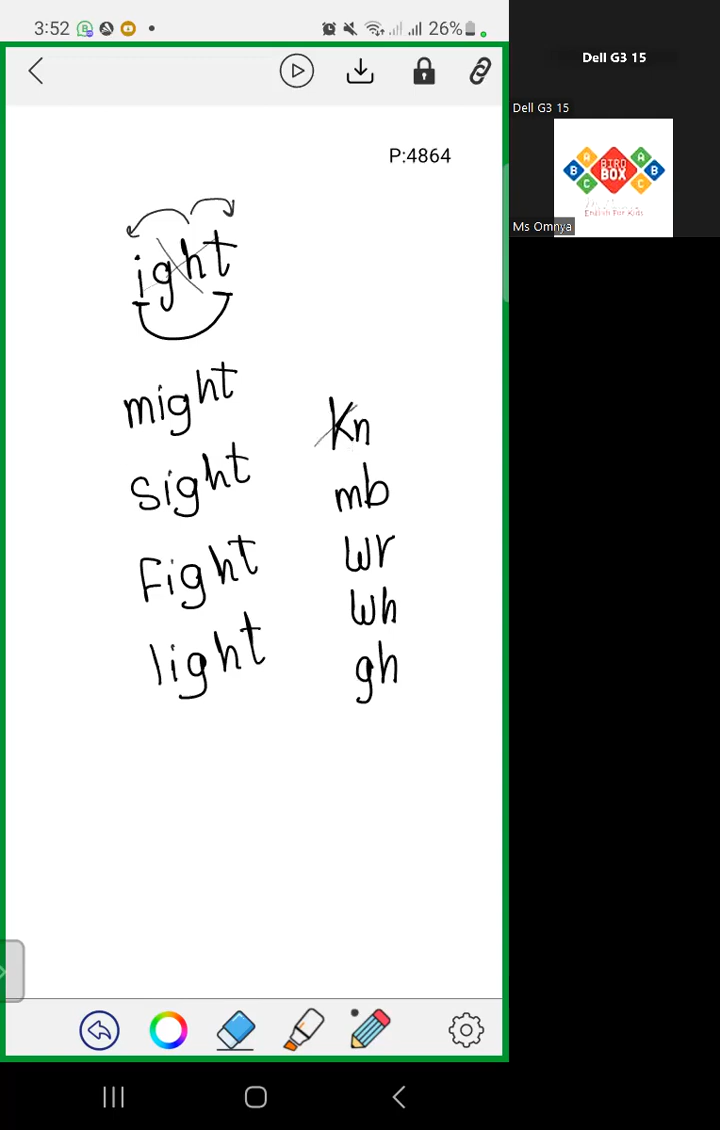 3:52
26%
Dell G3 15
Dell G3 15
P:4864
A
A
B
BIRD
BOX
B
C
C
English For Kids
Ms Omnya
ight
might
Sight
Fight
light
Kn
mb
wr
wh
gh